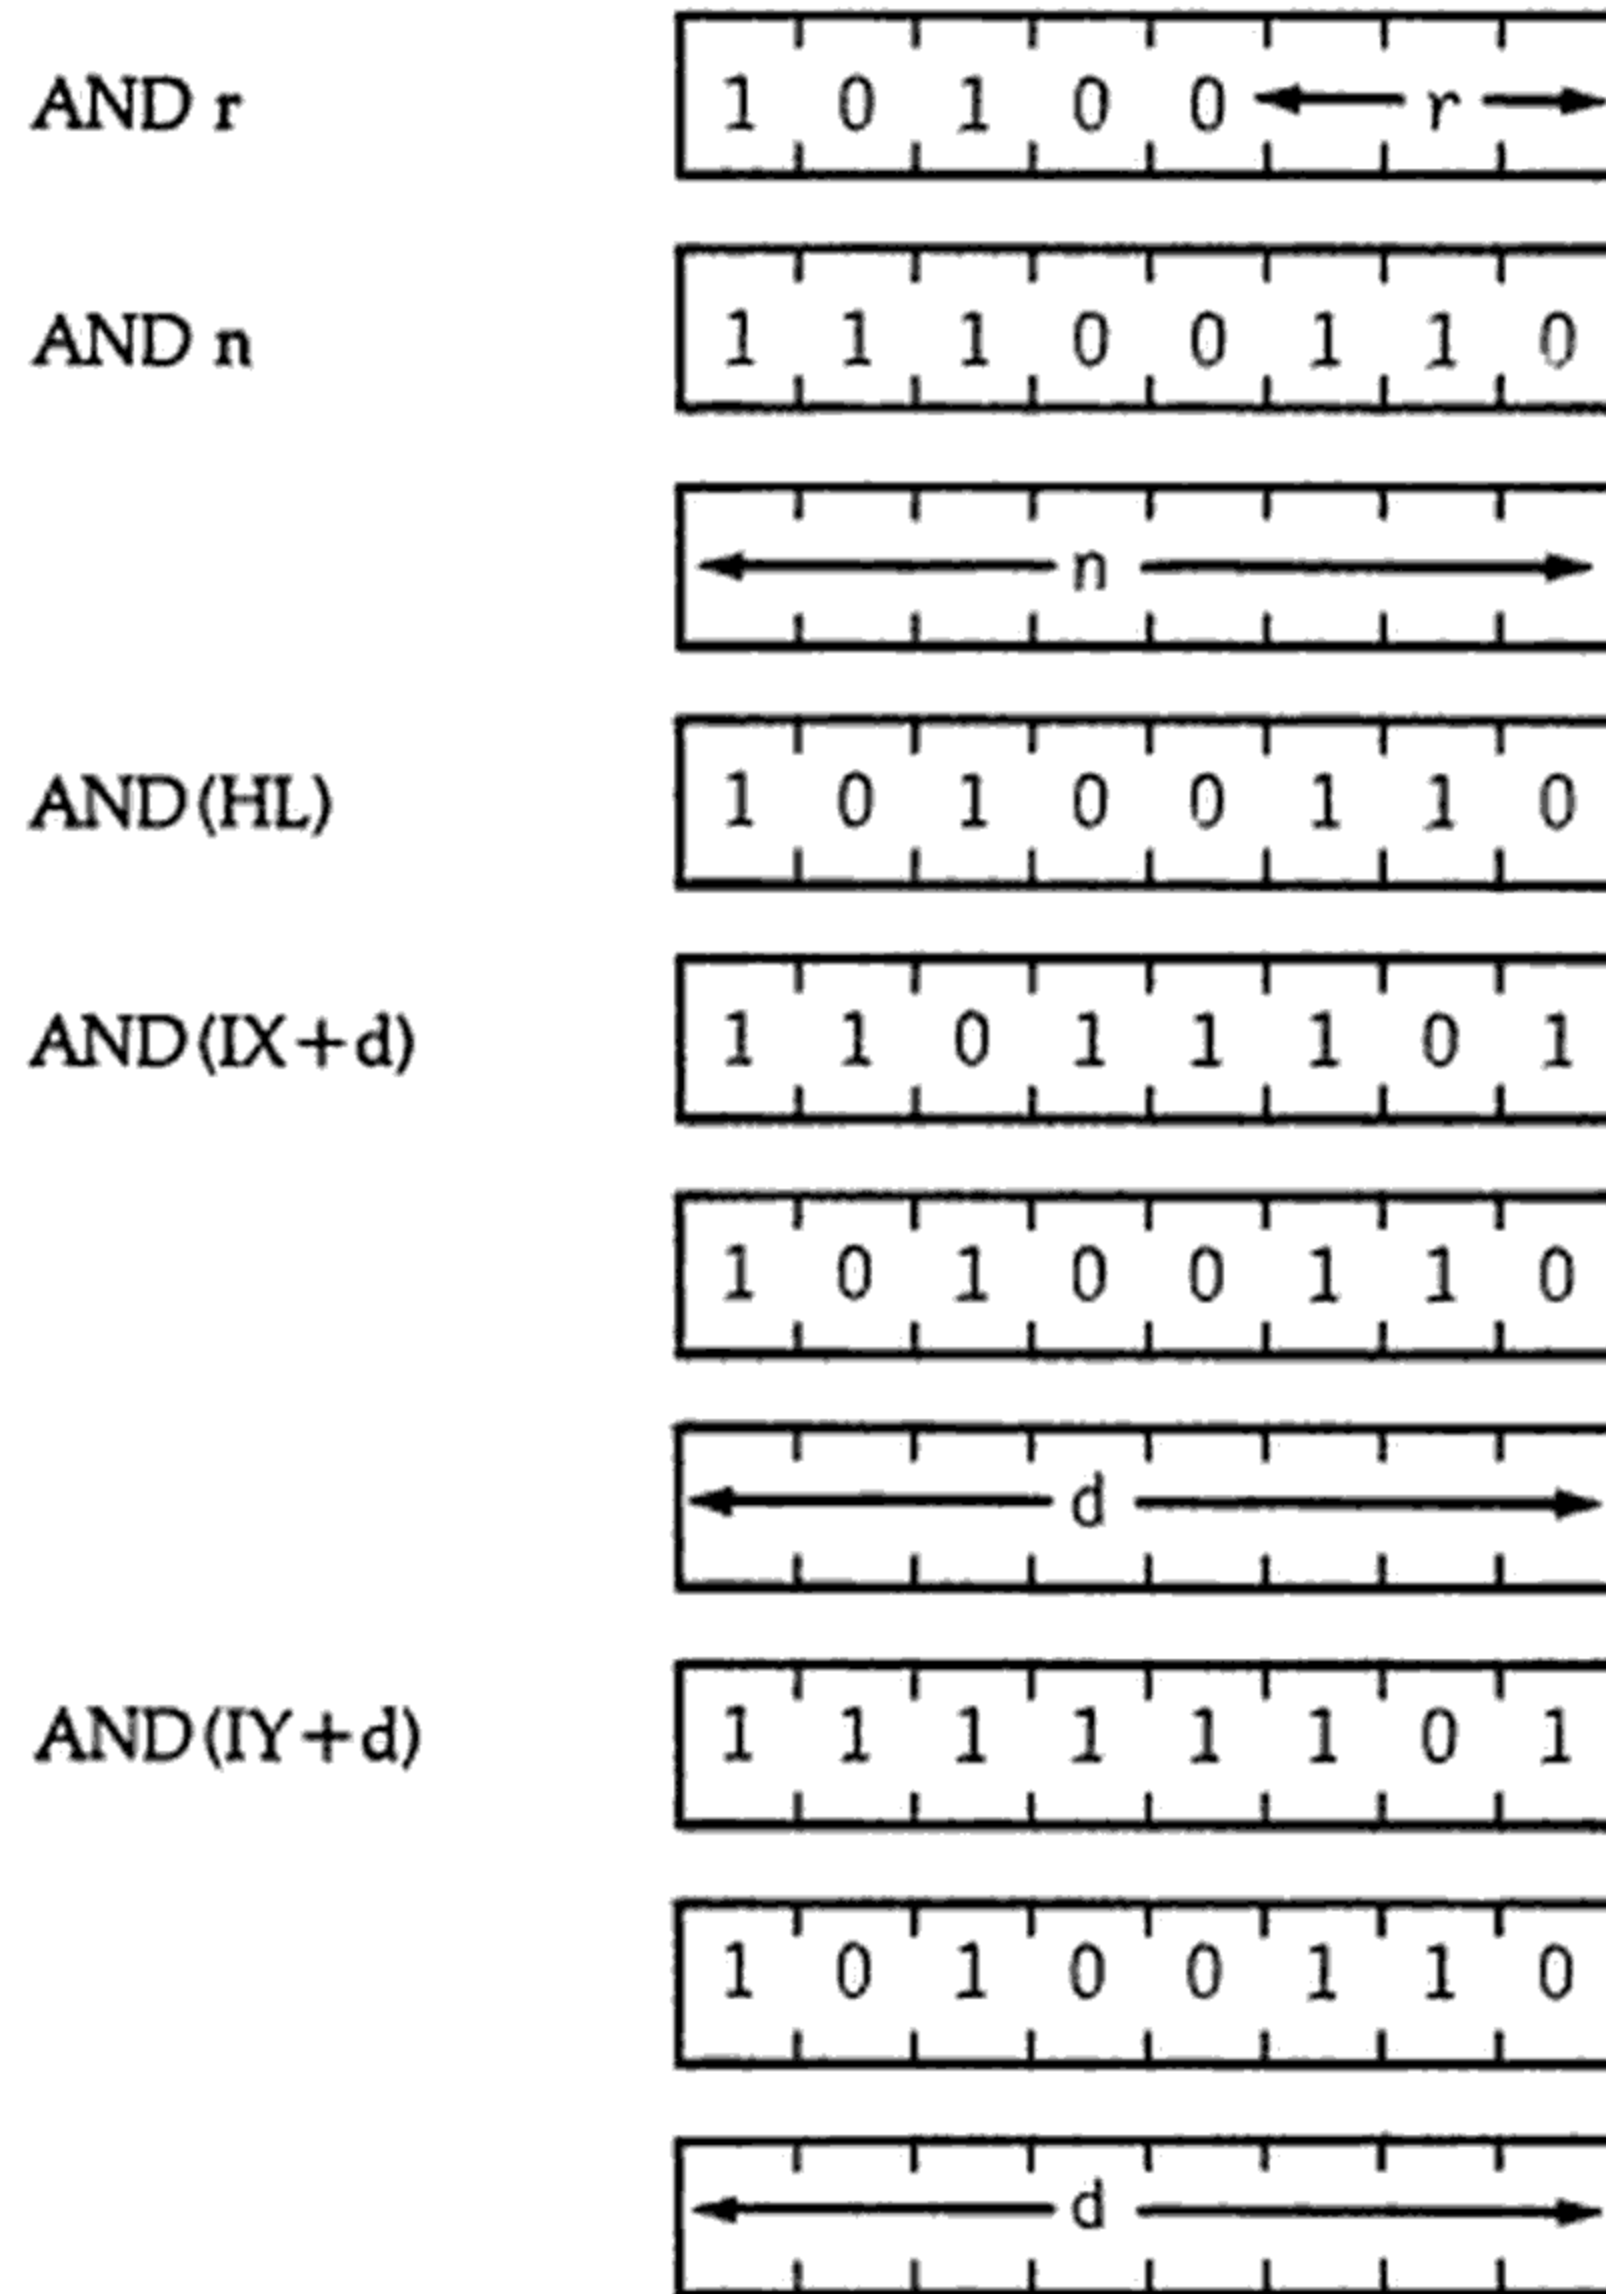 AND r 1 0 1 0 0 r
AND n 1 1 1 0 0 1 1 0
n
AND(HL) 1 0 1 0 0 1 1 0
AND(IX+d) 1 1 0 1 1 1 0 1
1 0 1 0 0 1 1 0
d
AND(IY+d) 1 1 1 1 1 1 0 1
1 0 1 0 0 1 1 0
d